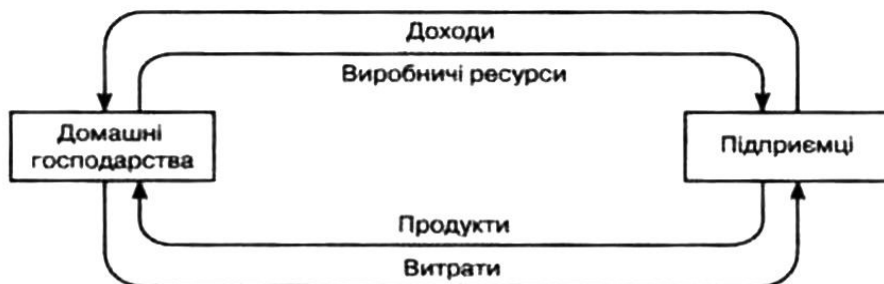 Доходи
Виробничі ресурси
Домашні
господарства
Підприємці
Продукти
Витрати